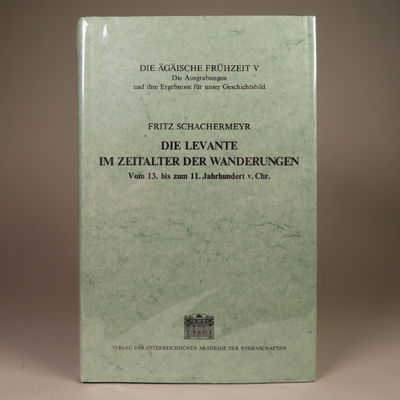 DIE ÄGÄISCHE FRÜHZEIT V
Die Ausgrabungen
und ihre Ergebnisse für unser Geschichtsbild
FRITZ SCHACHERMEYR
DIE LEVANTE
IM ZEITALTER DER WANDERUNGEN
Vom 13. bis zum 11. Jahrhundert v. Chr.
VERLAG DER ÖSTERREICHISCHEN AKADEMIE DER WISSENSCHAFTEN